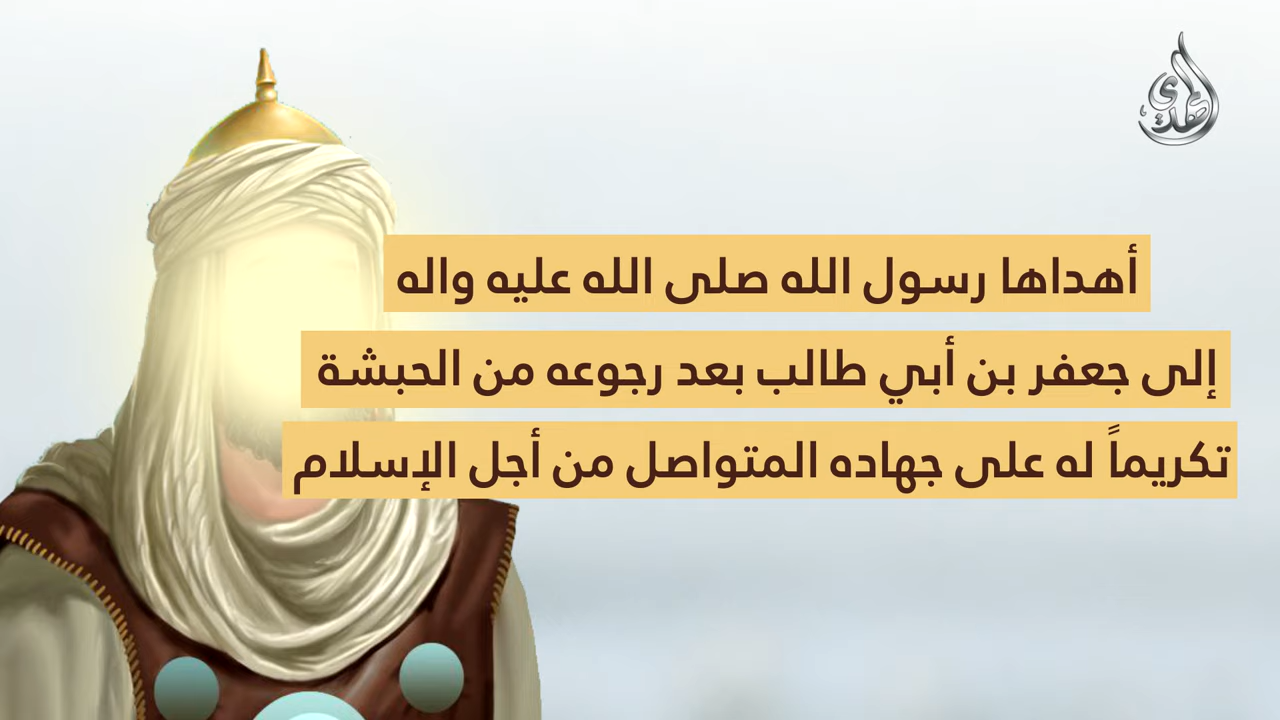 المهدي
أهداها رسول الله صلى الله عليه واله
إلى جعفر بن أبي طالب بعد رجوعه من الحبشة
تكريماً له على جهاده المتواصل من أجل الإسلام